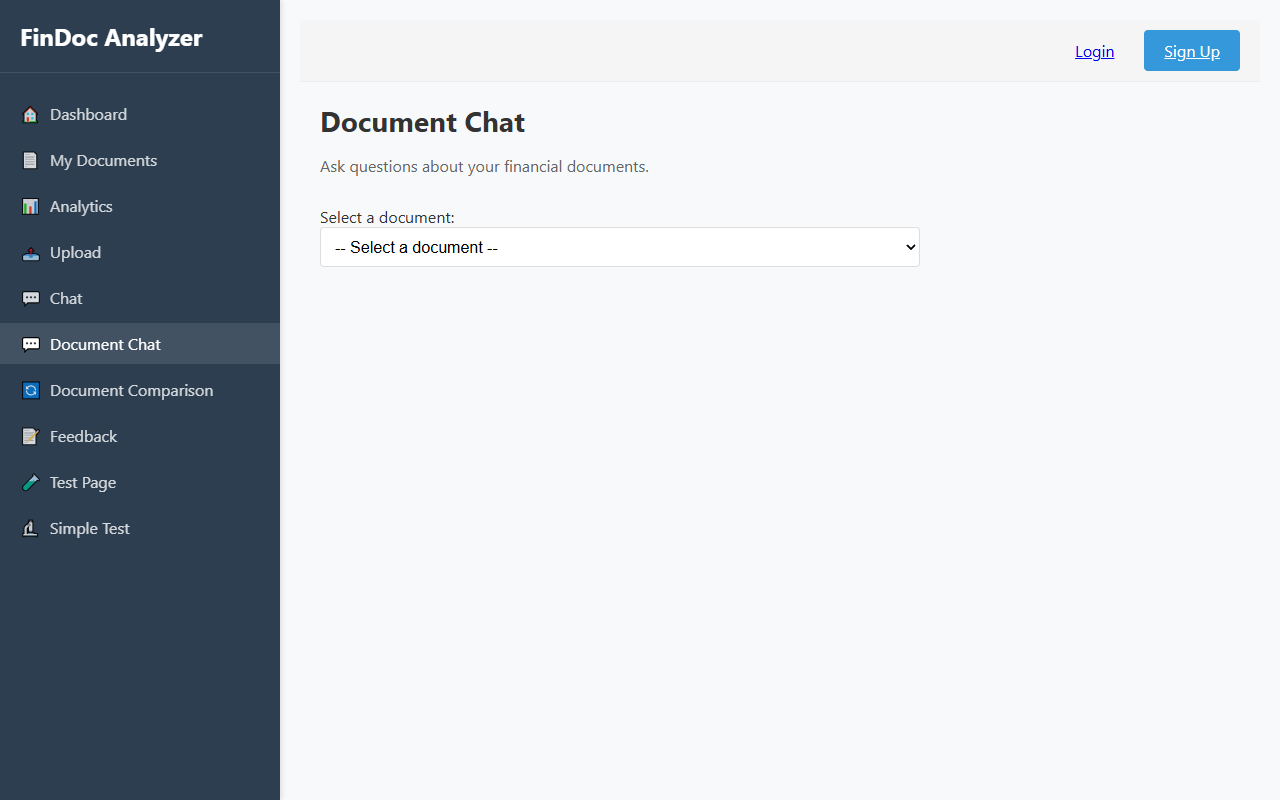 FinDoc Analyzer
Dashboard
My Documents
Analytics
Upload
Chat
Document Chat
Document Comparison
Feedback
Test Page
Simple Test
Login
Sign Up
Document Chat
Ask questions about your financial documents.
Select a document:
-- Select a document --